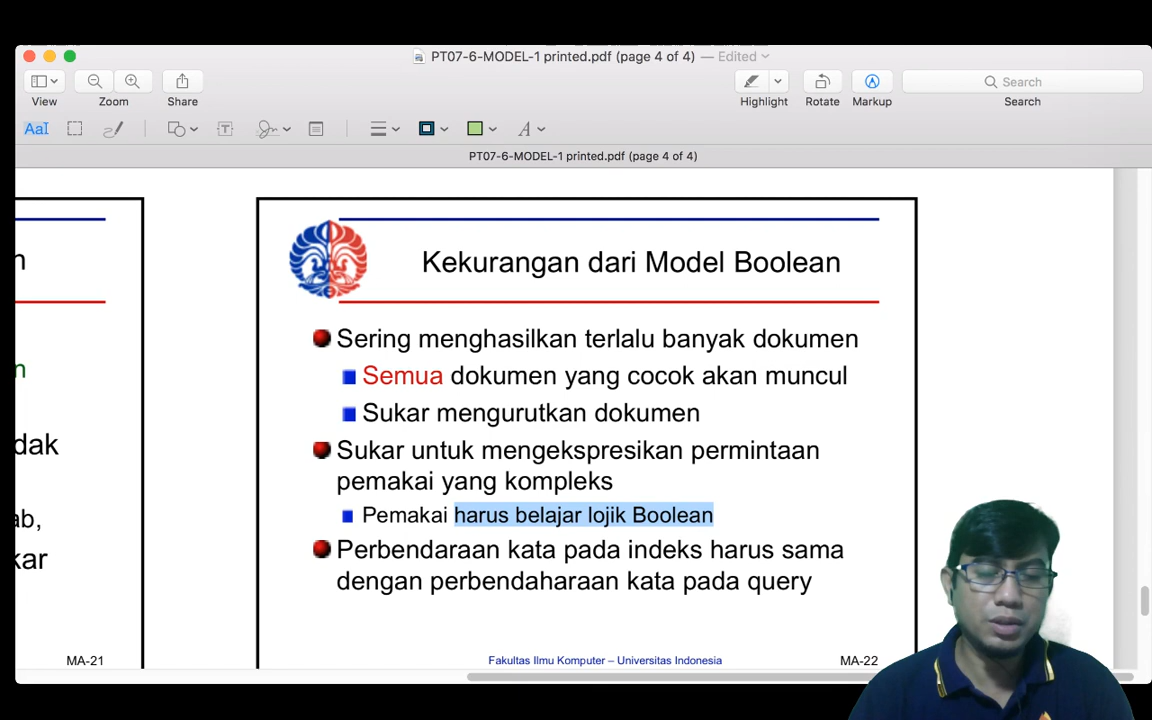 PT07-6-MODEL-1 printed.pdf (page 4 of 4) — Edited
View
Zoom
Share
Highlight
Rotate
Markup
Search
Search
AaI
T
A
PT07-6-MODEL-1 printed.pdf (page 4 of 4)
n
n
dak
ab,
kar
MA-21
Kekurangan dari Model Boolean
Sering menghasilkan terlalu banyak dokumen
Semua dokumen yang cocok akan muncul
Sukar mengurutkan dokumen
Sukar untuk mengekspresikan permintaan
pemakai yang kompleks
Pemakai harus belajar lojik Boolean
Perbendaraan kata pada indeks harus sama
dengan perbendaharaan kata pada query
Fakultas Ilmu Komputer – Universitas Indonesia
MA-22